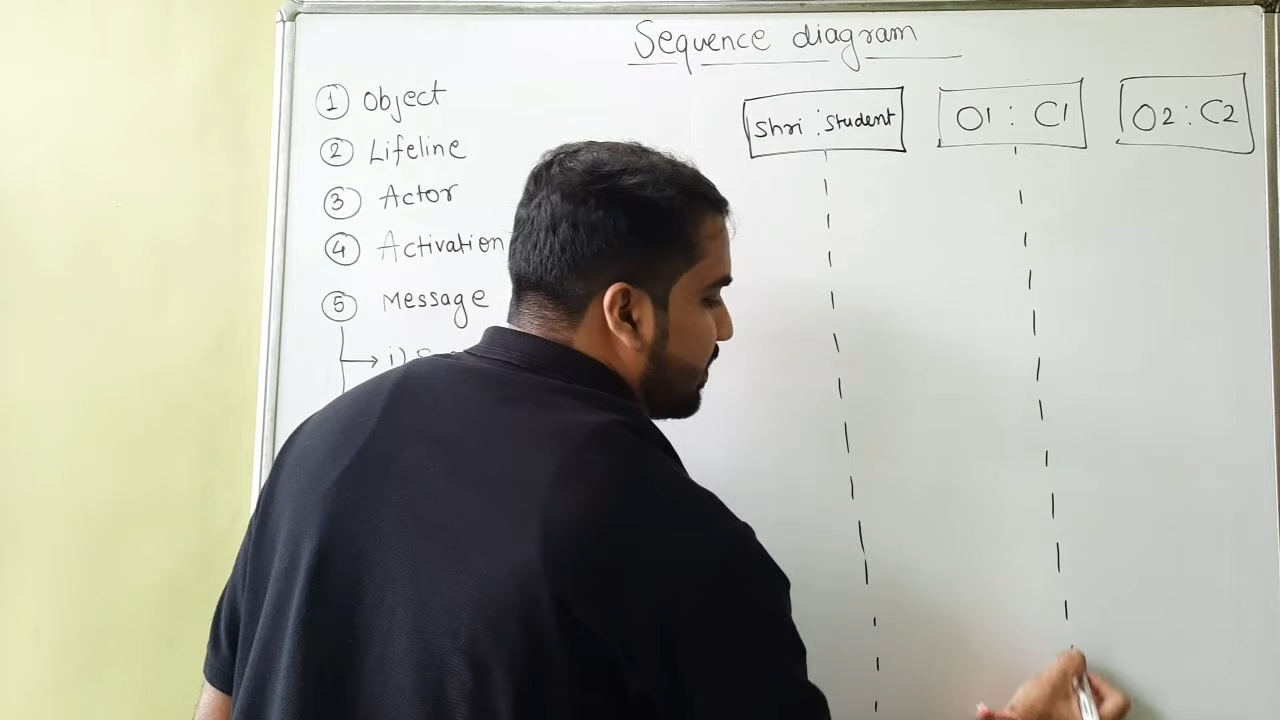 Sequence diagram
1 Object
2 Lifeline
3 Actor
4 Activation
5 Message
i)
Shri : Student
O1 : C1
O2 : C2